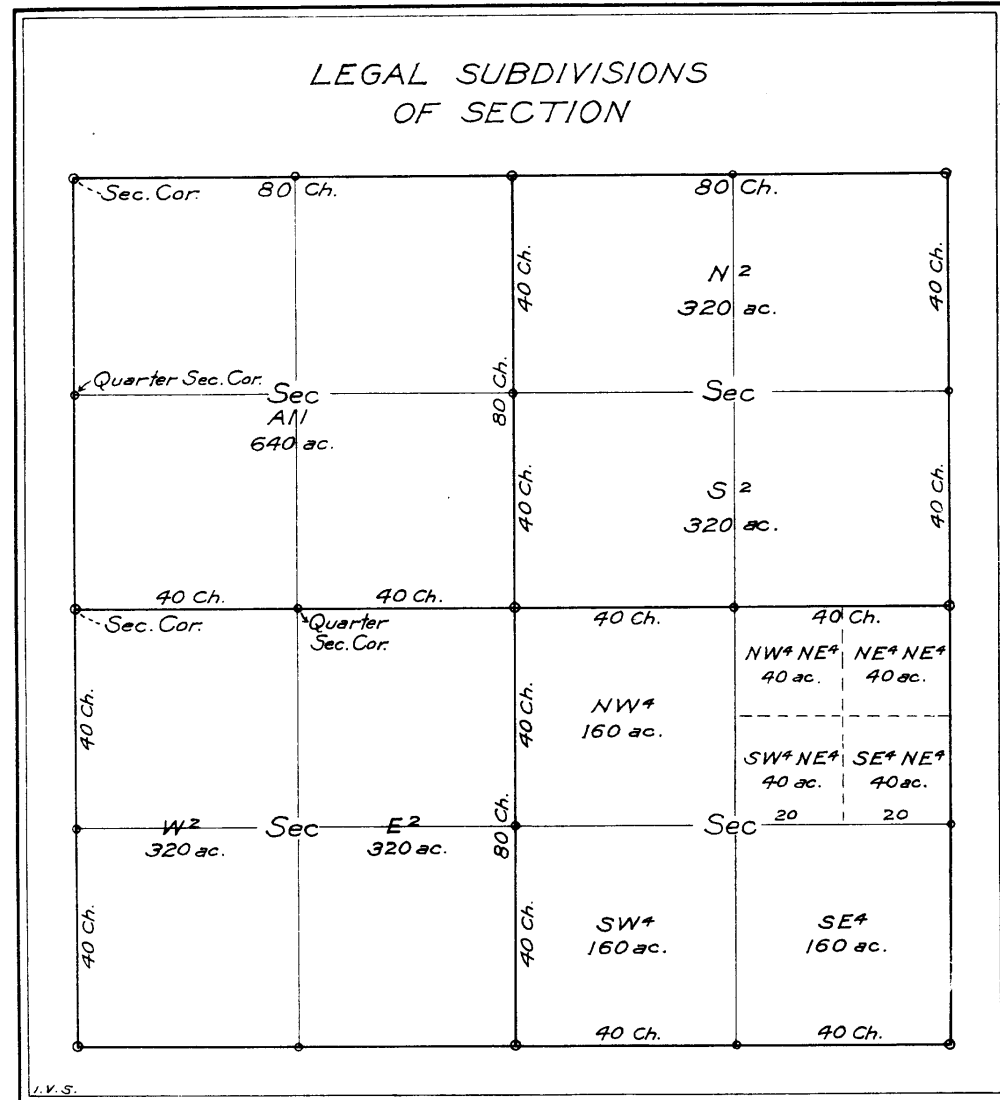 LEGAL SUBDIVISIONS
OF SECTION
Sec. Cor.
80 Ch.
80 Ch.
40 Ch.
N 2
320 ac.
40 Ch.
Quarter Sec. Cor.
Sec
All
640 ac.
80 Ch.
Sec
40 Ch.
S 2
320 ac.
40 Ch.
40 Ch.
40 Ch.
Sec. Cor.
Quarter
Sec. Cor.
40 Ch.
40 Ch.
NW4 NE4
40 ac.
NE4 NE4
40 ac.
40 Ch.
40 Ch.
NW4
160 ac.
SW4 NE4
40 ac.
SE4 NE4
40 ac.
20
20
W2
320 ac.
Sec
E2
320 ac.
80 Ch.
Sec
40 Ch.
40 Ch.
SW4
160 ac.
SE4
160 ac.
40 Ch.
40 Ch.
I.V.S.